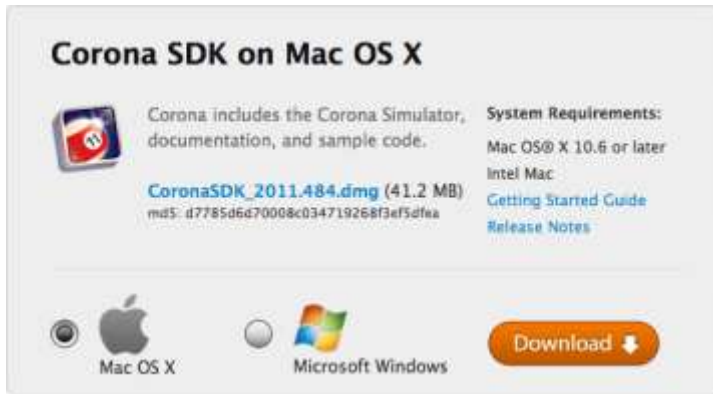 Corona SDK on Mac OS X
11
Corona includes the Corona Simulator,
documentation, and sample code.
CoronaSDK_2011.484.dmg (41.2 MB)
md5: d7785d6d70008c034719268f3ef5dfea
System Requirements:
Mac OS® X 10.6 or later
Intel Mac
Getting Started Guide
Release Notes
Mac OS X
Microsoft Windows
Download